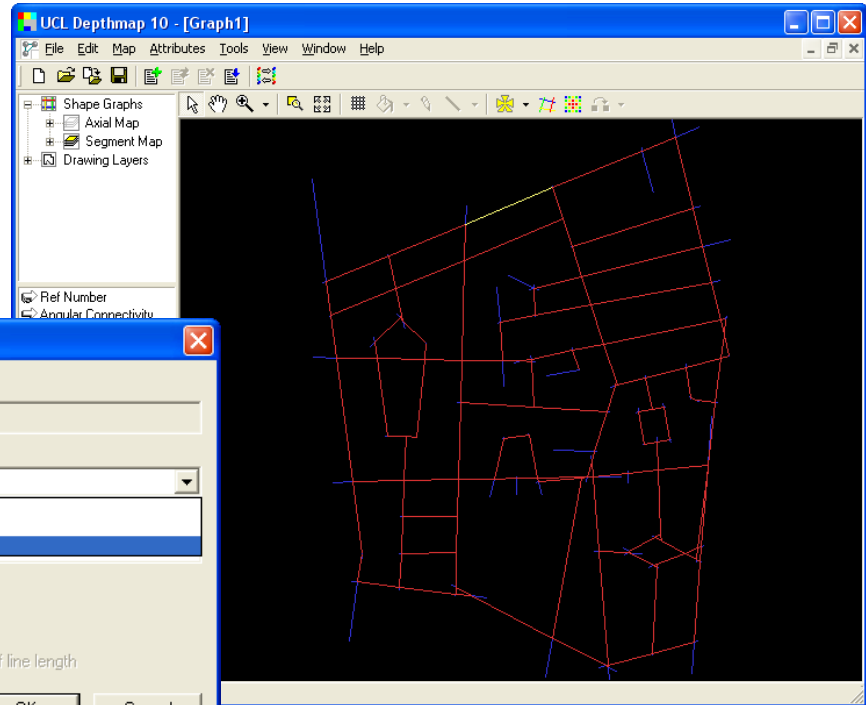 UCL Depthmap 10 - [Graph1]
File Edit Map Attributes Tools View Window Help
Shape Graphs
Axial Map
Segment Map
Drawing Layers
Ref Number
Angular Connectivity
line length